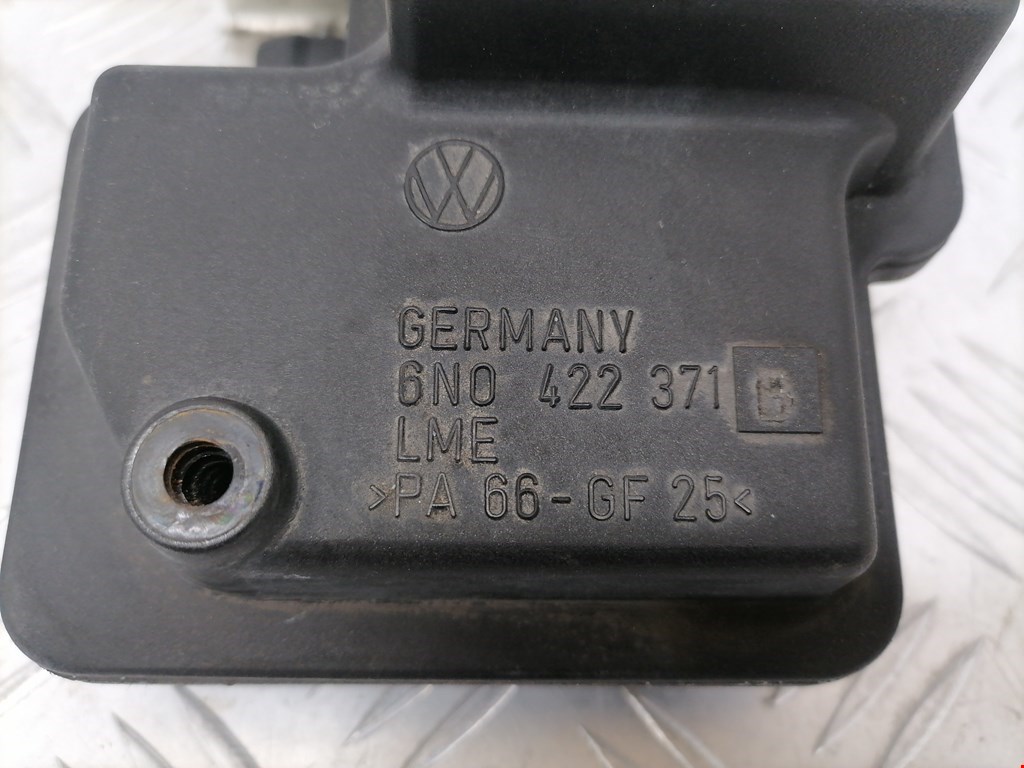 GERMANY
6N0 422 371 B
LME
>PA 66-GF 25<